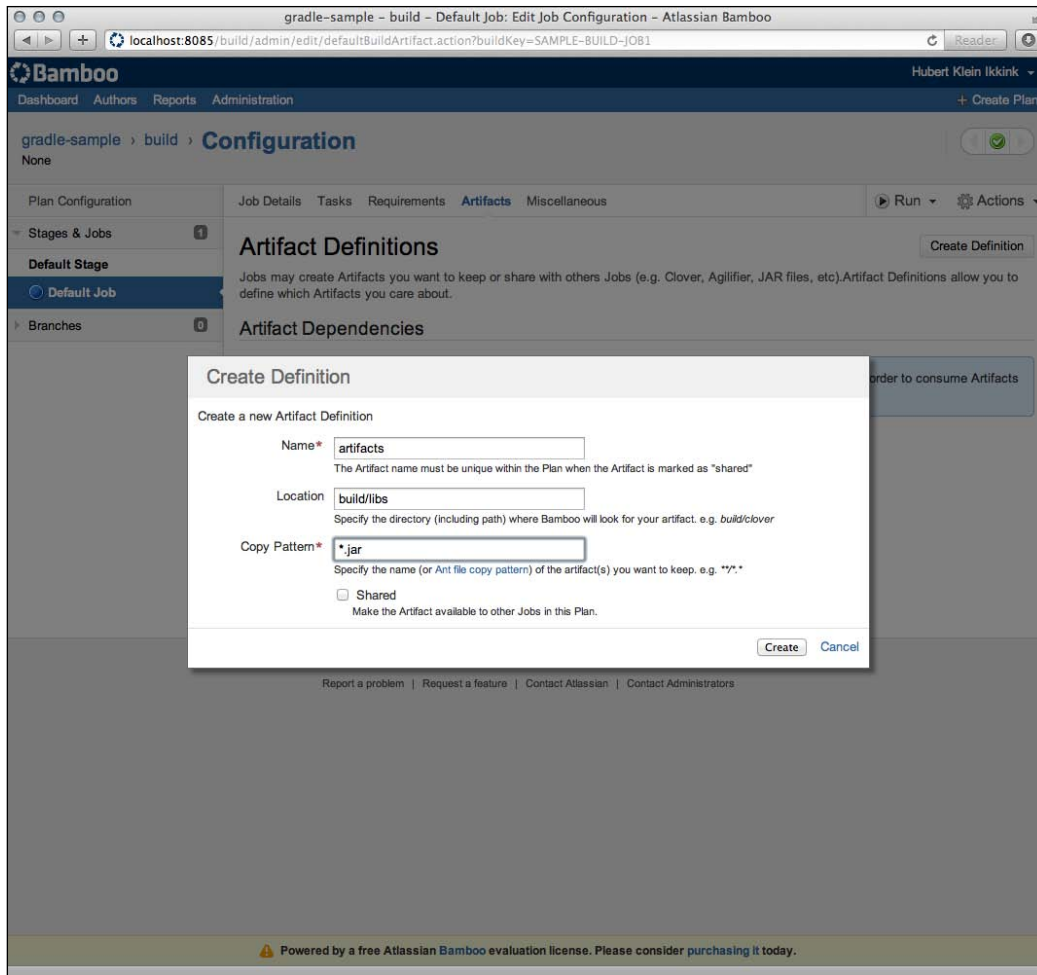 gradle-sample – build – Default Job: Edit Job Configuration – Atlassian Bamboo
localhost:8085/build/admin/edit/defaultBuildArtifact.action?buildKey=SAMPLE-BUILD-JOB1
Reader
Bamboo
Hubert Klein Ikkink
Dashboard Authors Reports Administration
+ Create Plan
gradle-sample › build › Configuration
None
Plan Configuration
Job Details Tasks Requirements Artifacts Miscellaneous
Run
Actions
Stages & Jobs 1
Default Stage
Default Job
Branches 0
Artifact Definitions
Create Definition
Jobs may create Artifacts you want to keep or share with others Jobs (e.g. Clover, Agilifier, JAR files, etc).Artifact Definitions allow you to
define which Artifacts you care about.
Artifact Dependencies
order to consume Artifacts
Create Definition
Create a new Artifact Definition
Name* artifacts
The Artifact name must be unique within the Plan when the Artifact is marked as "shared"
Location build/libs
Specify the directory (including path) where Bamboo will look for your artifact. e.g. build/clover
Copy Pattern* *.jar
Specify the name (or Ant file copy pattern) of the artifact(s) you want to keep. e.g. **/*.*
Shared
Make the Artifact available to other Jobs in this Plan.
Create Cancel
Report a problem | Request a feature | Contact Atlassian | Contact Administrators
Powered by a free Atlassian Bamboo evaluation license. Please consider purchasing it today.